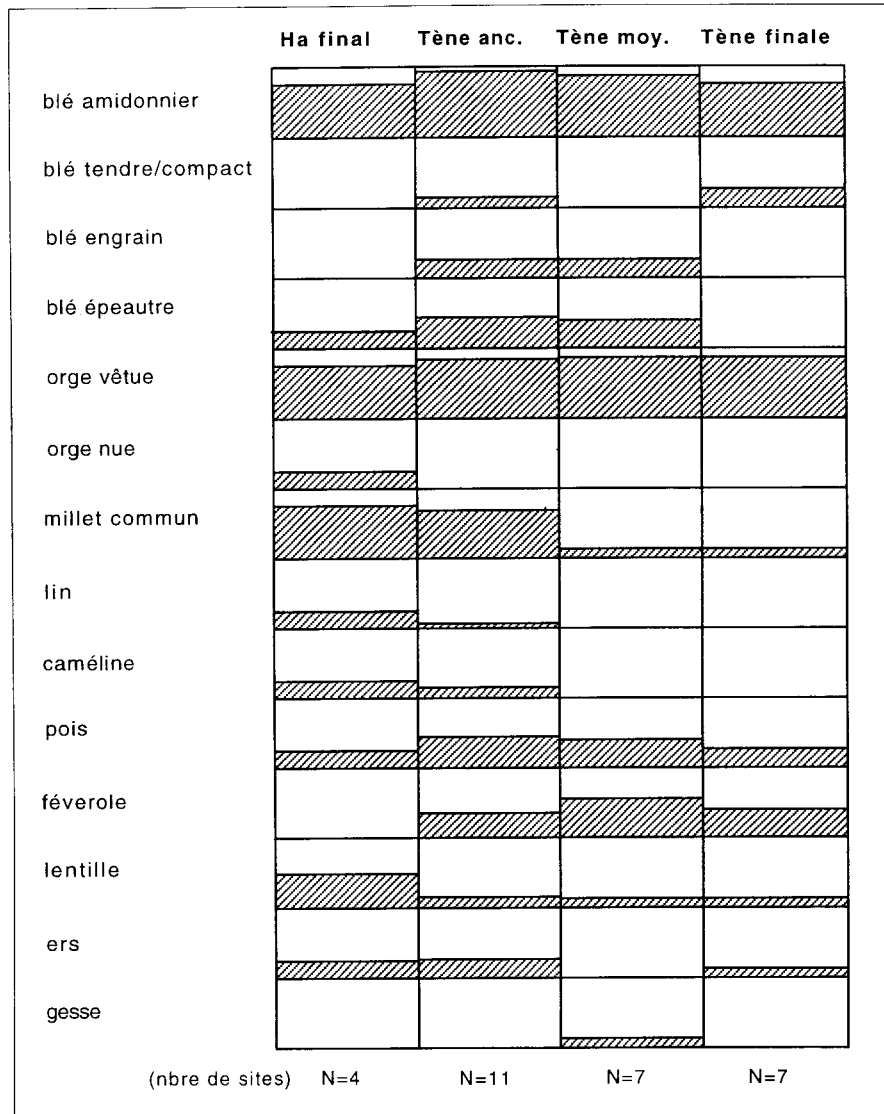 Ha final Tène anc. Tène moy. Tène finale
blé amidonnier
blé tendre/compact
blé engrain
blé épeautre
orge vêtue
orge nue
millet commun
lin
caméline
pois
féverole
lentille
ers
gesse
(nbre de sites) N=4 N=11 N=7 N=7